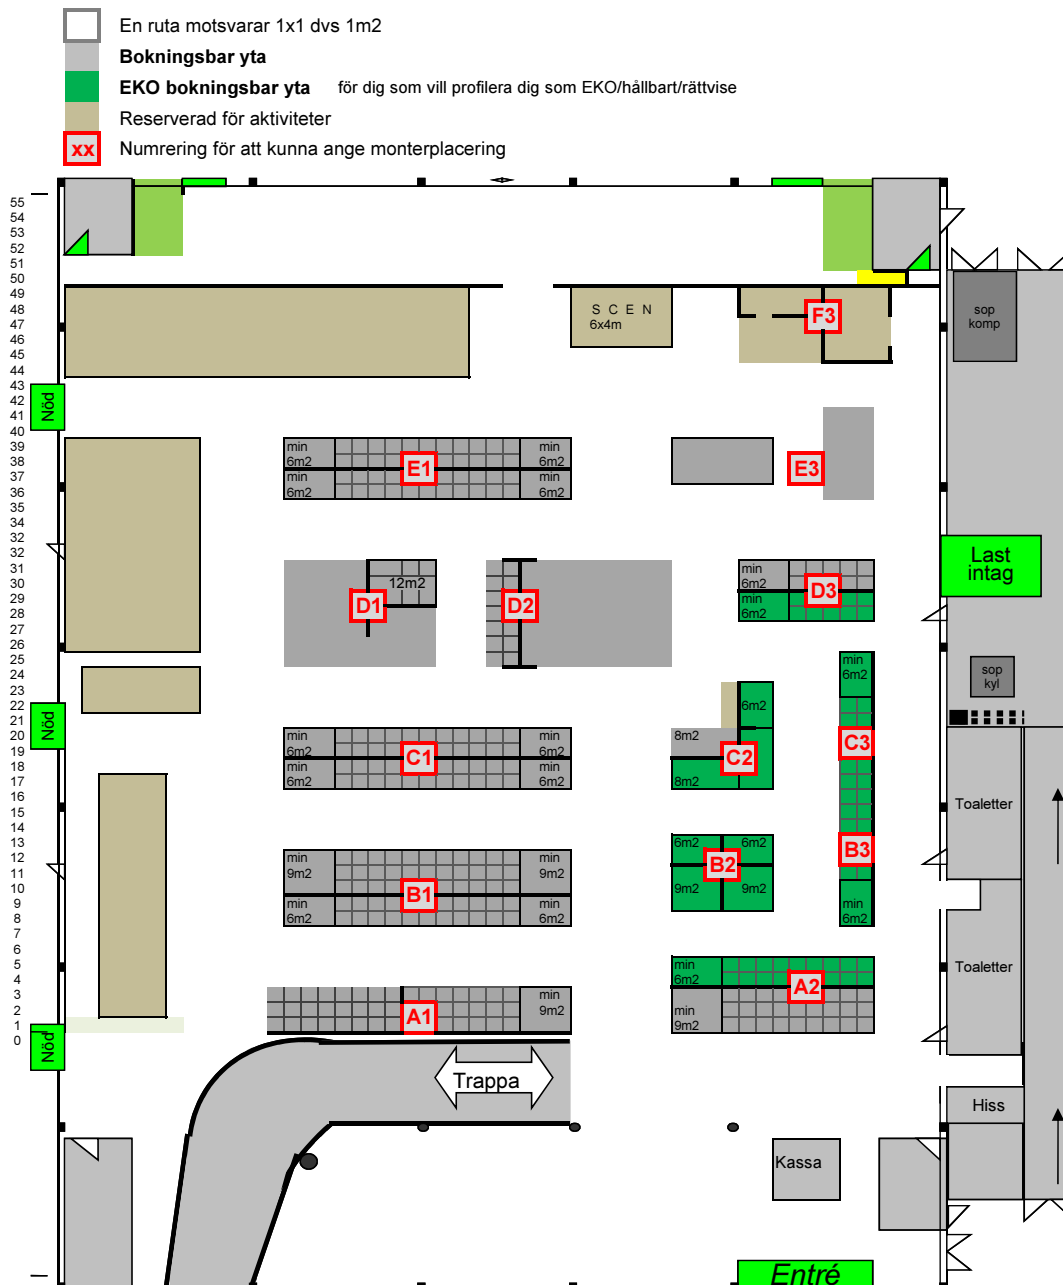 En ruta motsvarar 1x1 dvs 1m2
Bokningsbar yta
EKO bokningsbar yta för dig som vill profilera dig som EKO/hållbart/rättvise
Reserverad för aktiviteter
xx Numrering för att kunna ange monterplacering
55
54
53
52
51
50
49
48
47
46
45
44
43
42
41
40
39
38
37
36
35
34
33
32
32
31
30
29
28
27
26
25
24
23
22
21
20
19
18
17
16
15
14
13
12
11
10
9
8
7
6
5
4
3
2
1
0
S C E N
6x4m
F3
sop
komp
Nöd
min
6m2
min
6m2
E1
min
6m2
min
6m2
E3
Last
intag
12m2
D1
D2
min
6m2
D3
min
6m2
min
6m2
sop
kyl
Nöd
6m2
min
6m2
min
6m2
C1
min
6m2
min
6m2
8m2
C2
8m2
C3
Toaletter
min
9m2
min
9m2
B1
min
6m2
min
6m2
6m2
6m2
B2
9m2
9m2
B3
min
6m2
Toaletter
min
6m2
A2
min
9m2
A1
min
9m2
Nöd
Trappa
Hiss
Kassa
Entré